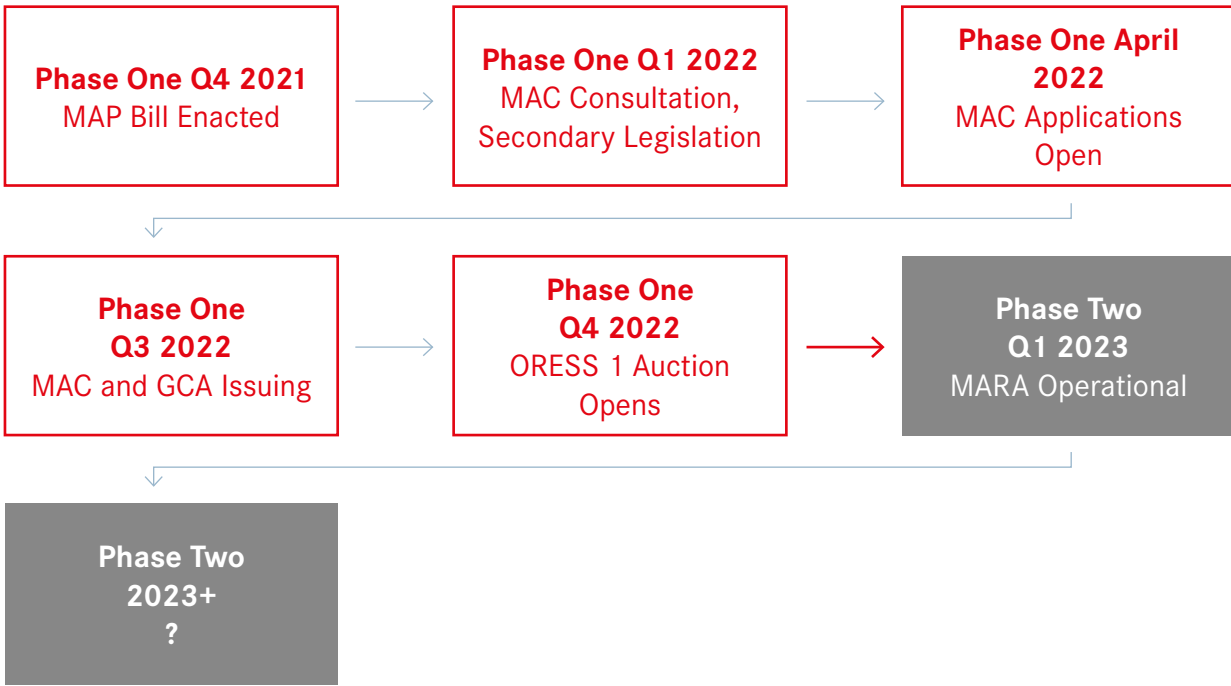 Phase One Q4 2021
MAP Bill Enacted
Phase One Q1 2022
MAC Consultation,
Secondary Legislation
Phase One April
2022
MAC Applications
Open
Phase One
Q3 2022
MAC and GCA Issuing
Phase One
Q4 2022
ORESS 1 Auction
Opens
Phase Two
Q1 2023
MARA Operational
Phase Two
2023+
?